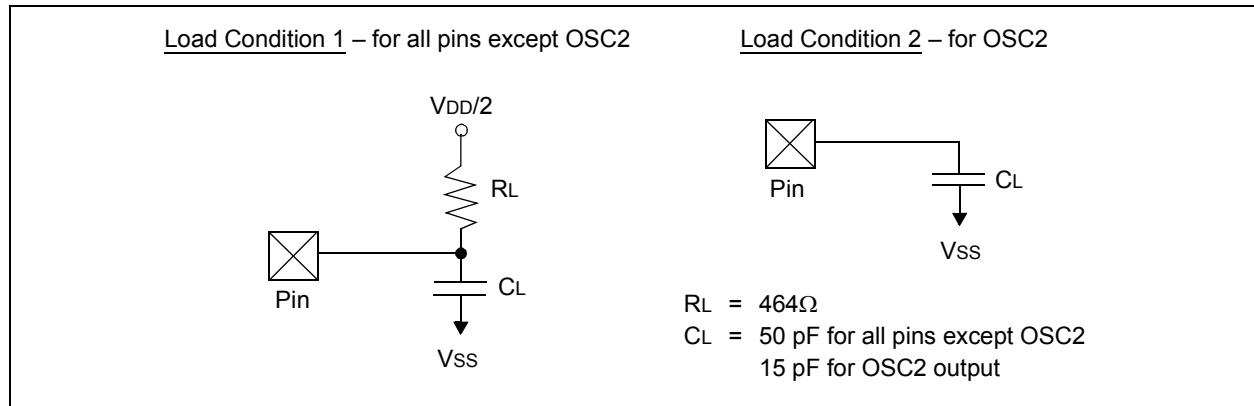 Load Condition 1 – for all pins except OSC2
VDD/2
RL
Pin
CL
VSS
Load Condition 2 – for OSC2
Pin
CL
VSS
RL = 464Ω
CL = 50 pF for all pins except OSC2
15 pF for OSC2 output